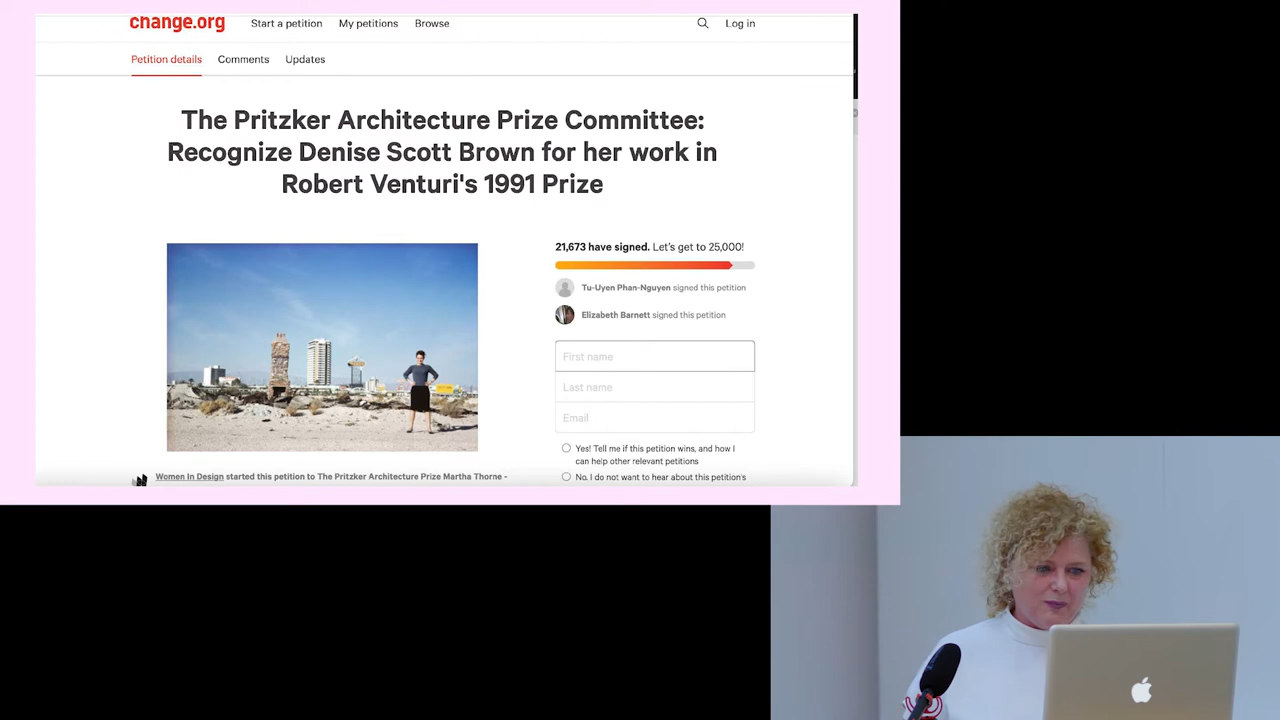 change.org
Start a petition
My petitions
Browse
Log in
Petition details
Comments
Updates
The Pritzker Architecture Prize Committee:
Recognize Denise Scott Brown for her work in
Robert Venturi's 1991 Prize
21,673 have signed. Let's get to 25,000!
Tu-Uyen Phan-Nguyen signed this petition
Elizabeth Barnett signed this petition
First name
Last name
Email
Yes! Tell me if this petition wins, and how I
can help other relevant petitions
No. I do not want to hear about this petition's
Women In Design started this petition to The Pritzker Architecture Prize Martha Thorne -